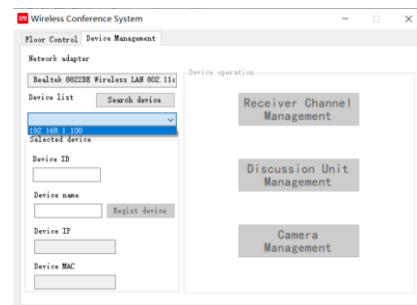 Wireless Conference System
Floor Control Device Management
Network adapter
Realtek 8822BE Wireless LAN 802.11
Device list Search device
192.168.1.100
Selected device
Device ID
Device name
Regist device
Device IP
Device MAC
Device operation
Receiver Channel
Management
Discussion Unit
Management
Camera
Management